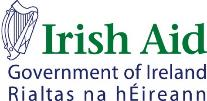 Irish Aid
Government of Ireland
Rialtas na hÉireann